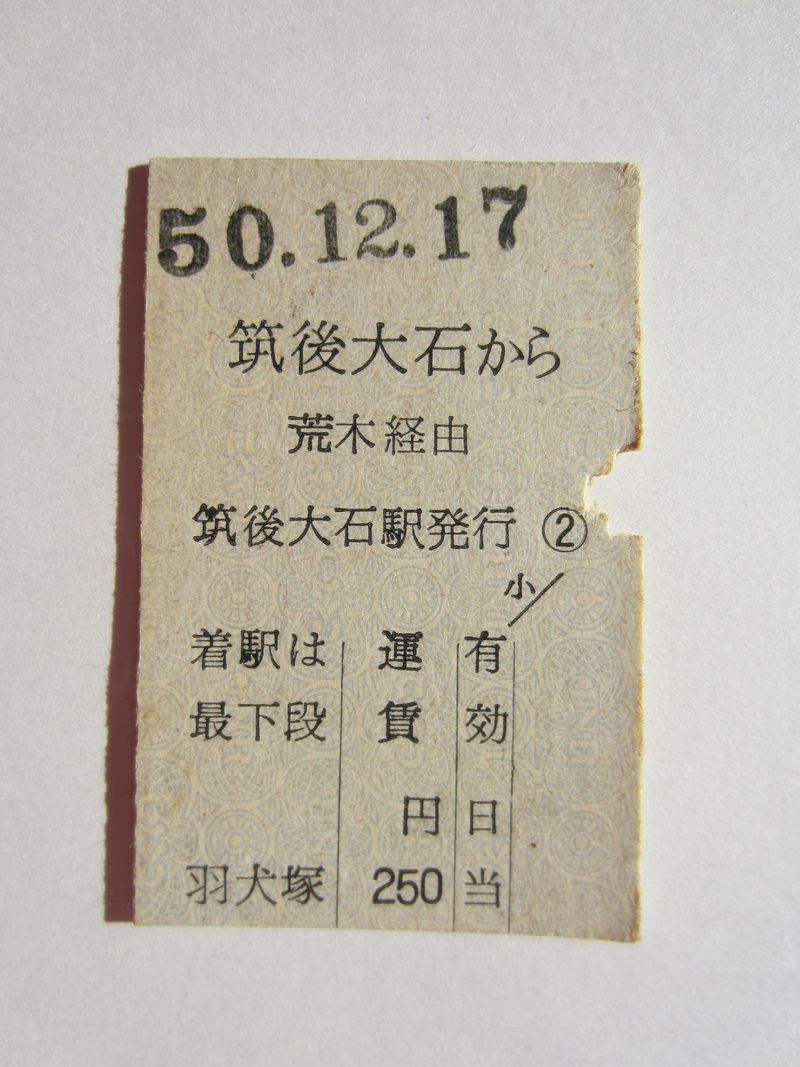 50.12.17
筑後大石から
荒木経由
筑後大石駅発行 ②
小
着駅は 運 有
最下段 賃 効
円 日
羽犬塚 250 当